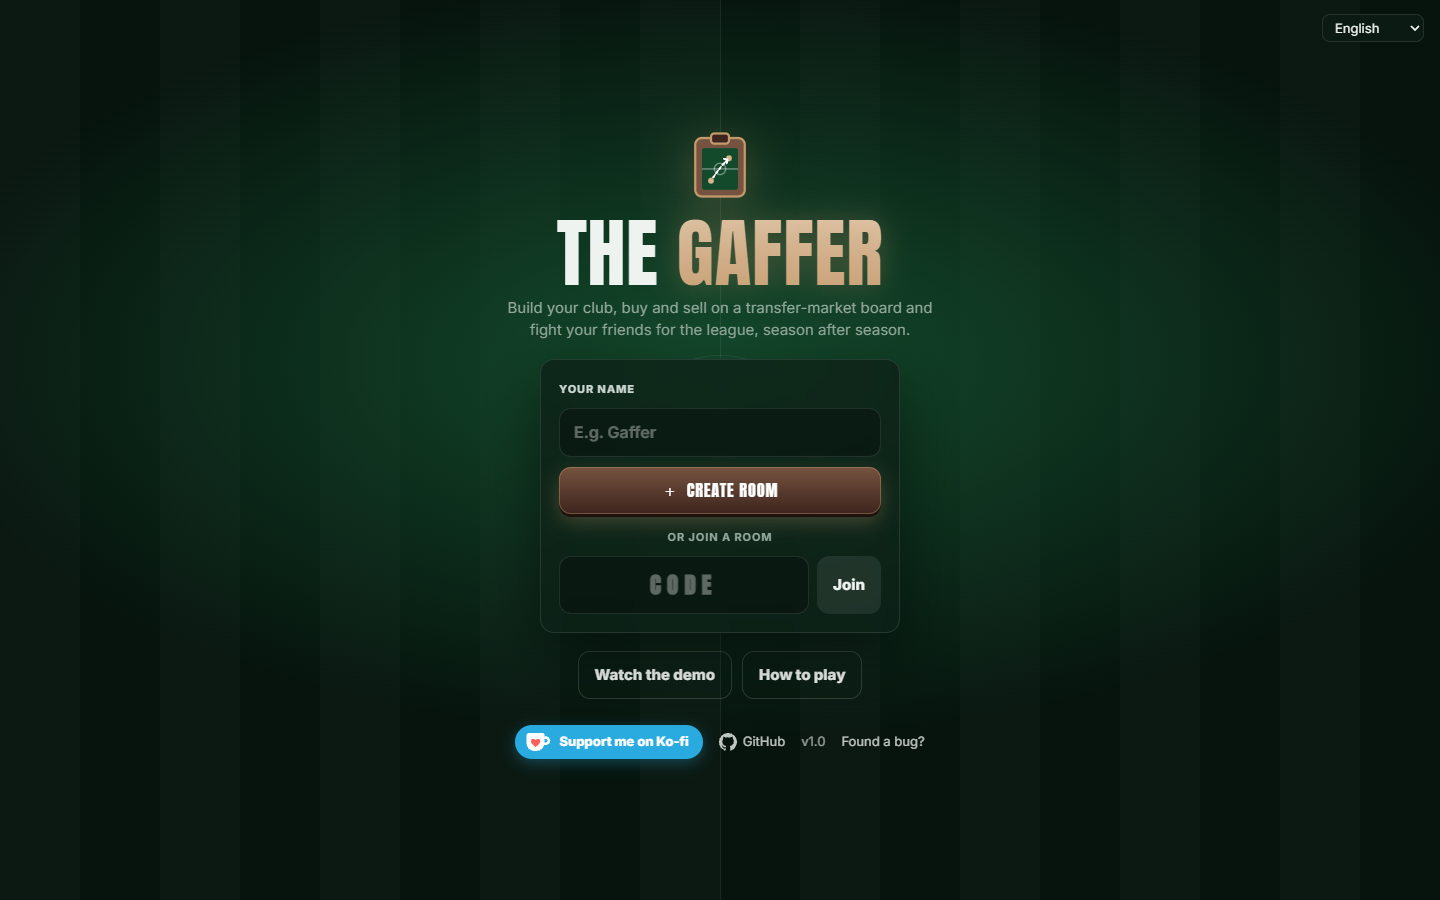 English
THE GAFFER
Build your club, buy and sell on a transfer-market board and
fight your friends for the league, season after season.
YOUR NAME
E.g. Gaffer
+ CREATE ROOM
OR JOIN A ROOM
CODE
Join
Watch the demo
How to play
Support me on Ko-fi
GitHub
v1.0
Found a bug?